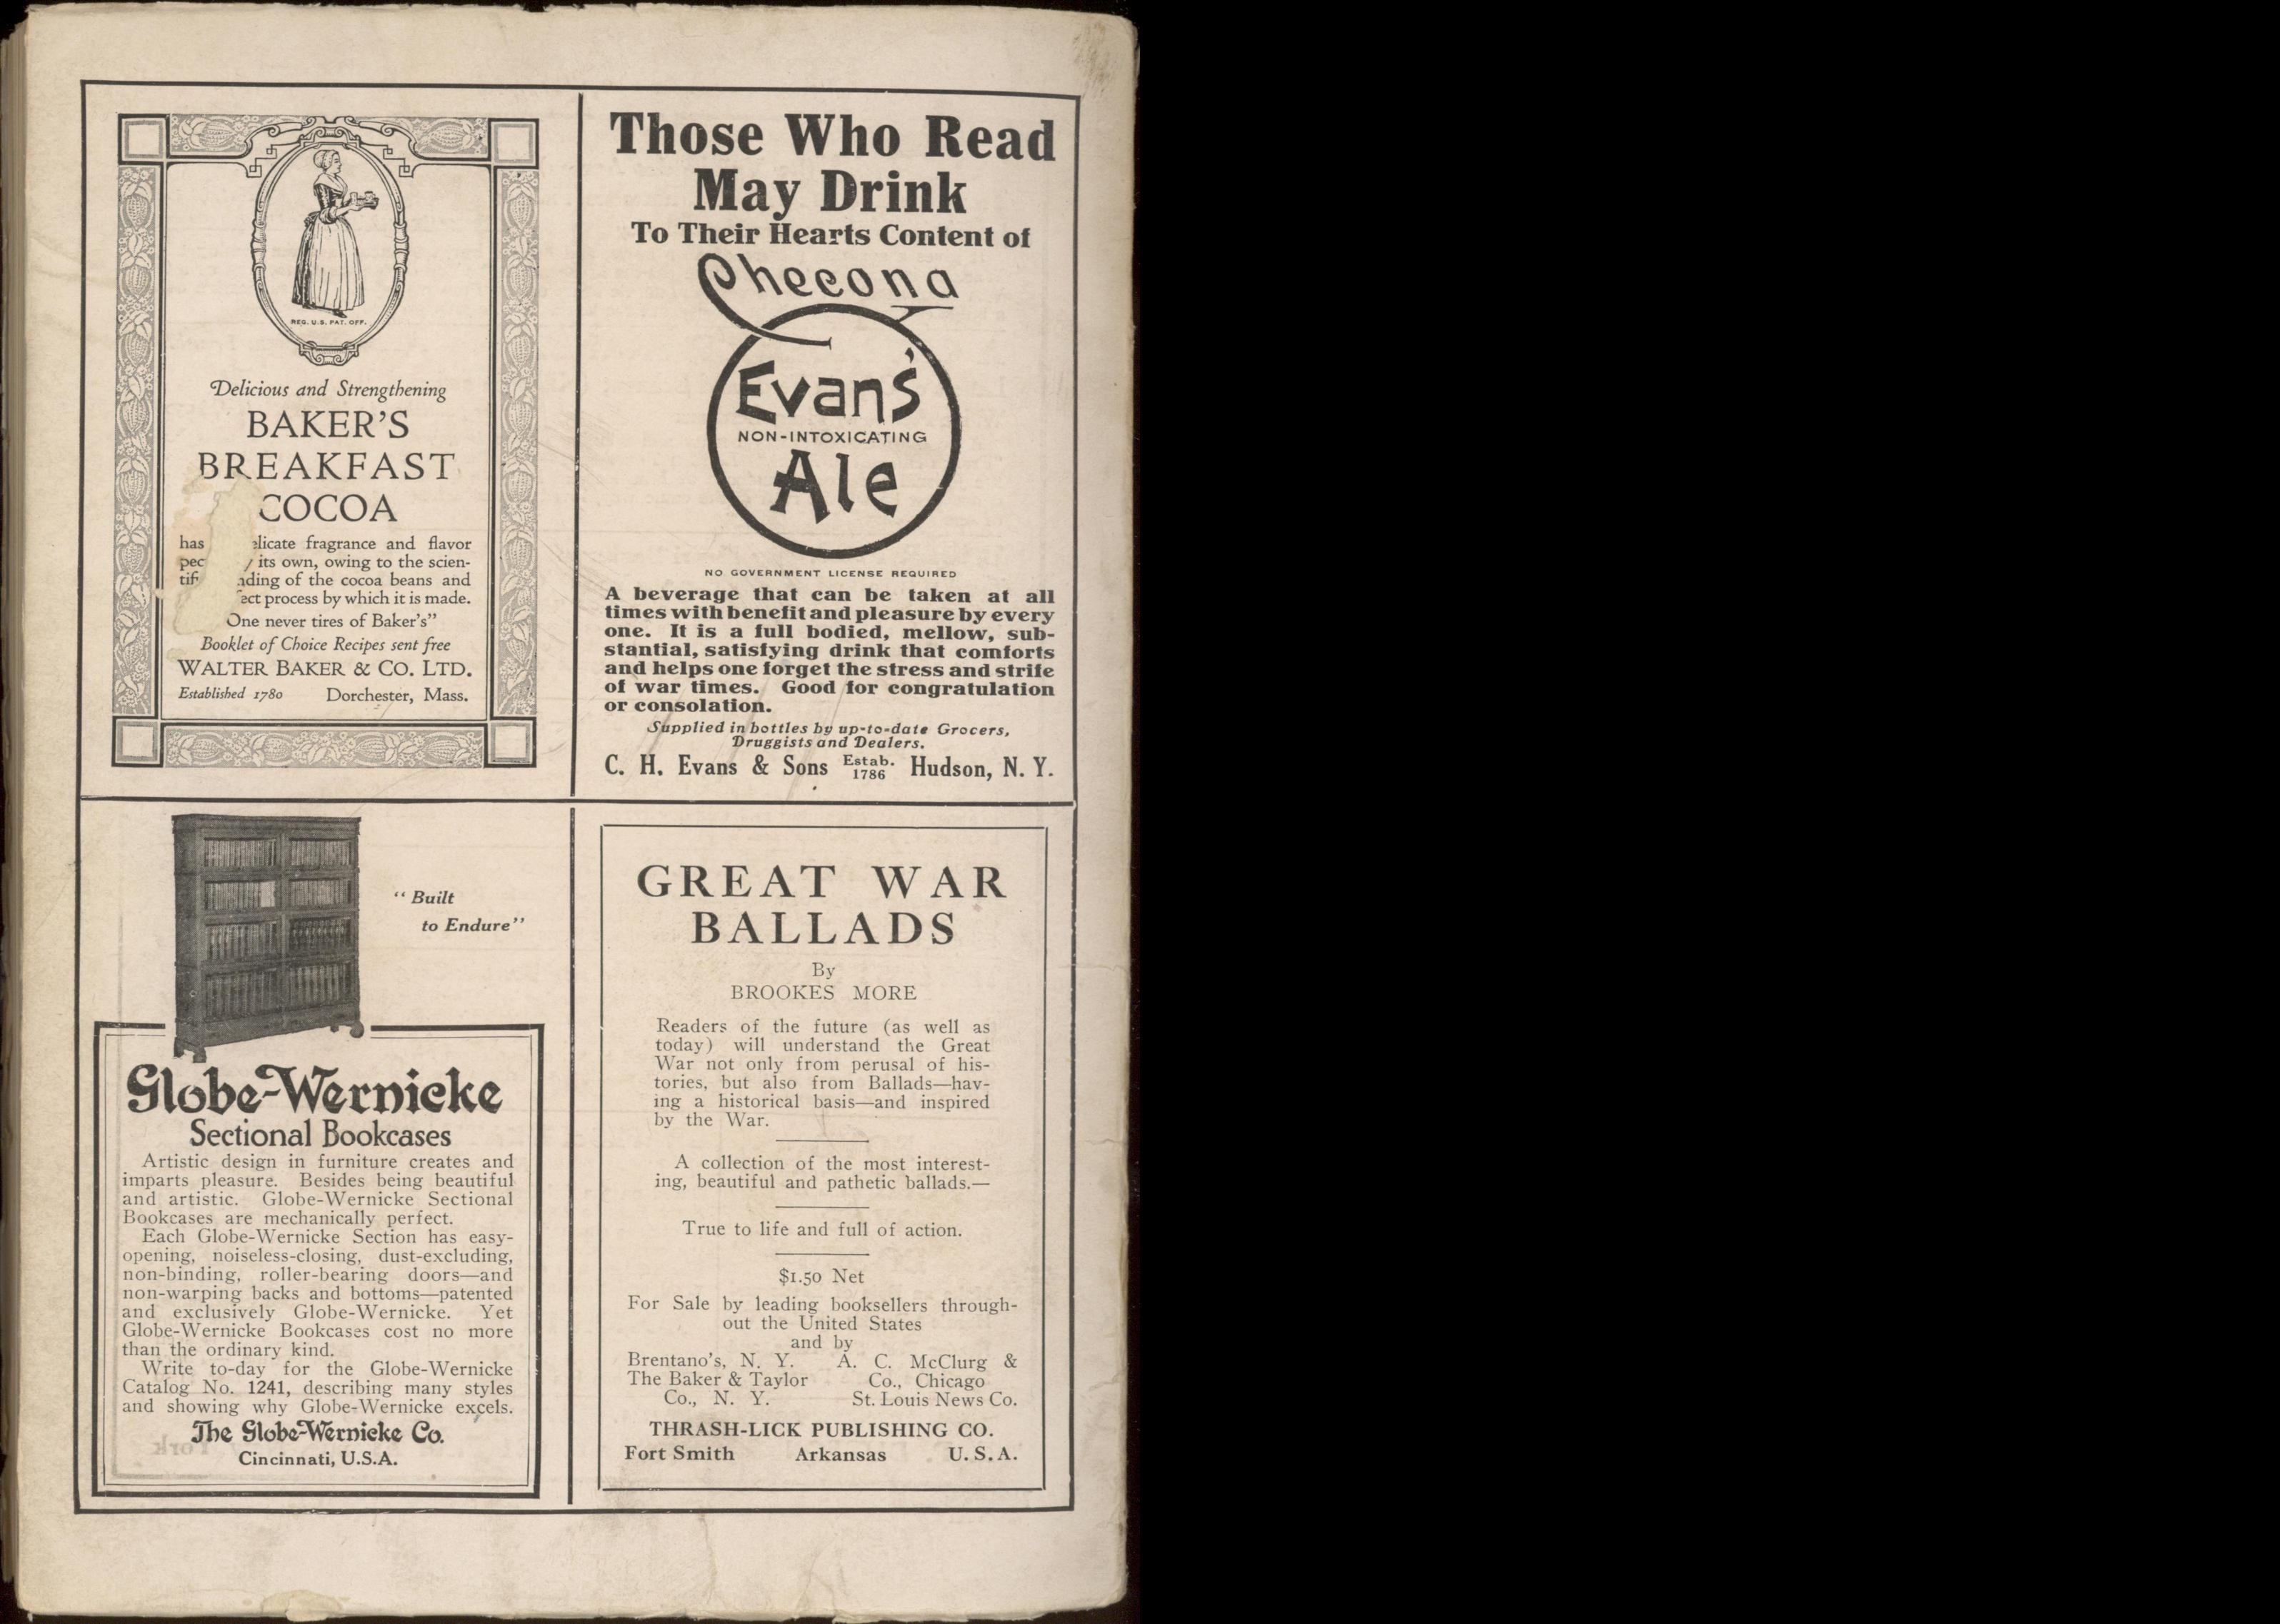 REG. U.S. PAT. OFF.
Delicious and Strengthening
BAKER'S
BREAKFAST
COCOA
has elicate fragrance and flavor
its own, owing to the scien-
of the cocoa beans and
process by which it is made.
One never tires of Baker's”
Booklet of Choice Recipes sent free
WALTER BAKER & CO. LTD.
Established 1780 Dorchester, Mass.
Those Who Read
May Drink
To Their Hearts Content of
Checona
Evans'
NON-INTOXICATING
Ale
NO GOVERNMENT LICENSE REQUIRED
A beverage that can be taken at all
times with benefit and pleasure by every
one. It is a full bodied, mellow, sub-
stantial, satisfying drink that comforts
and helps one forget the stress and strife
of war times. Good for congratulation
or consolation.
Supplied in bottles by up-to-date Grocers,
Druggists and Dealers.
C. H. Evans & Sons Estab. 1786 Hudson, N. Y.
“Built
to Endure”
Globe-Wernicke
Sectional Bookcases
Artistic design in furniture creates and
imparts pleasure. Besides being beautiful
and artistic. Globe-Wernicke Sectional
Bookcases are mechanically perfect.
Each Globe-Wernicke Section has easy-
opening, noiseless-closing, dust-excluding,
non-binding, roller-bearing doors—and
non-warping backs and bottoms—patented
and exclusively Globe-Wernicke. Yet
Globe-Wernicke Bookcases cost no more
than the ordinary kind.
Write to-day for the Globe-Wernicke
Catalog No. 1241, describing many styles
and showing why Globe-Wernicke excels.
The Globe-Wernicke Co.
Cincinnati, U.S.A.
GREAT WAR
BALLADS
By
BROOKES MORE
Readers of the future (as well as
today) will understand the Great
War not only from perusal of his-
tories, but also from Ballads—hav-
ing a historical basis—and inspired
by the War.
A collection of the most interest-
ing, beautiful and pathetic ballads.—
True to life and full of action.
$1.50 Net
For Sale by leading booksellers through-
out the United States
and by
Brentano's, N. Y. A. C. McClurg &
The Baker & Taylor Co., Chicago
Co., N. Y. St. Louis News Co.
THRASH-LICK PUBLISHING CO.
Fort Smith Arkansas U. S. A.